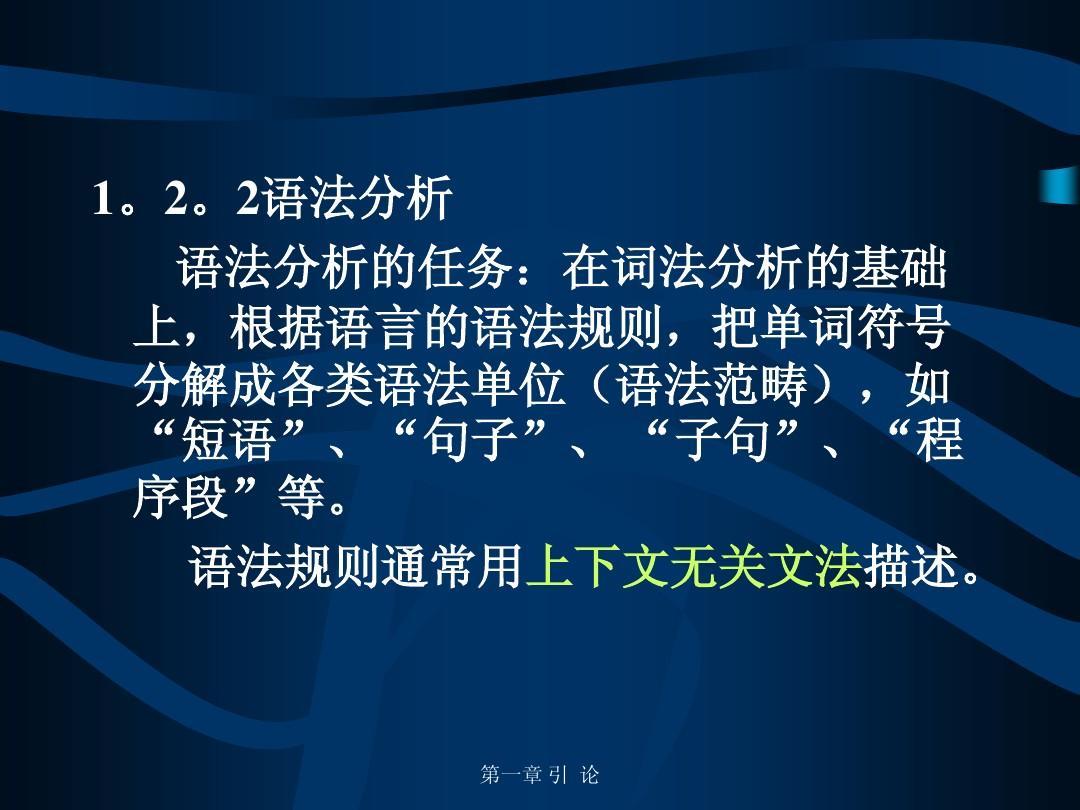 1。2。2语法分析
语法分析的任务：在词法分析的基础
上，根据语言的语法规则，把单词符号
分解成各类语法单位（语法范畴），如
“短语”、“句子”、 “子句”、“程
序段”等。
语法规则通常用上下文无关文法描述。
第一章 引 论